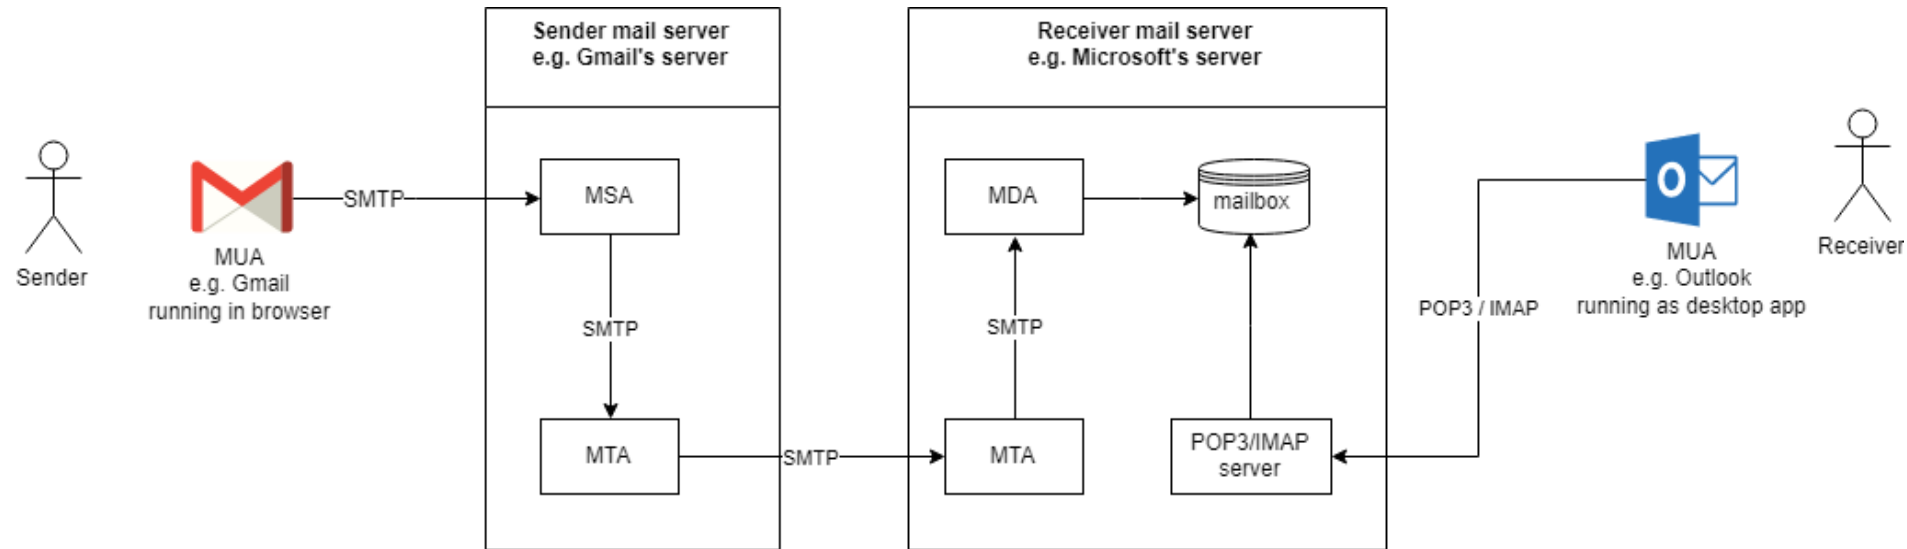 Sender mail server
e.g. Gmail's server
Receiver mail server
e.g. Microsoft's server
Sender
MUA
e.g. Gmail
running in browser
SMTP
MSA
SMTP
MTA
SMTP
MTA
SMTP
MDA
mailbox
POP3/IMAP
server
POP3 / IMAP
MUA
e.g. Outlook
running as desktop app
Receiver